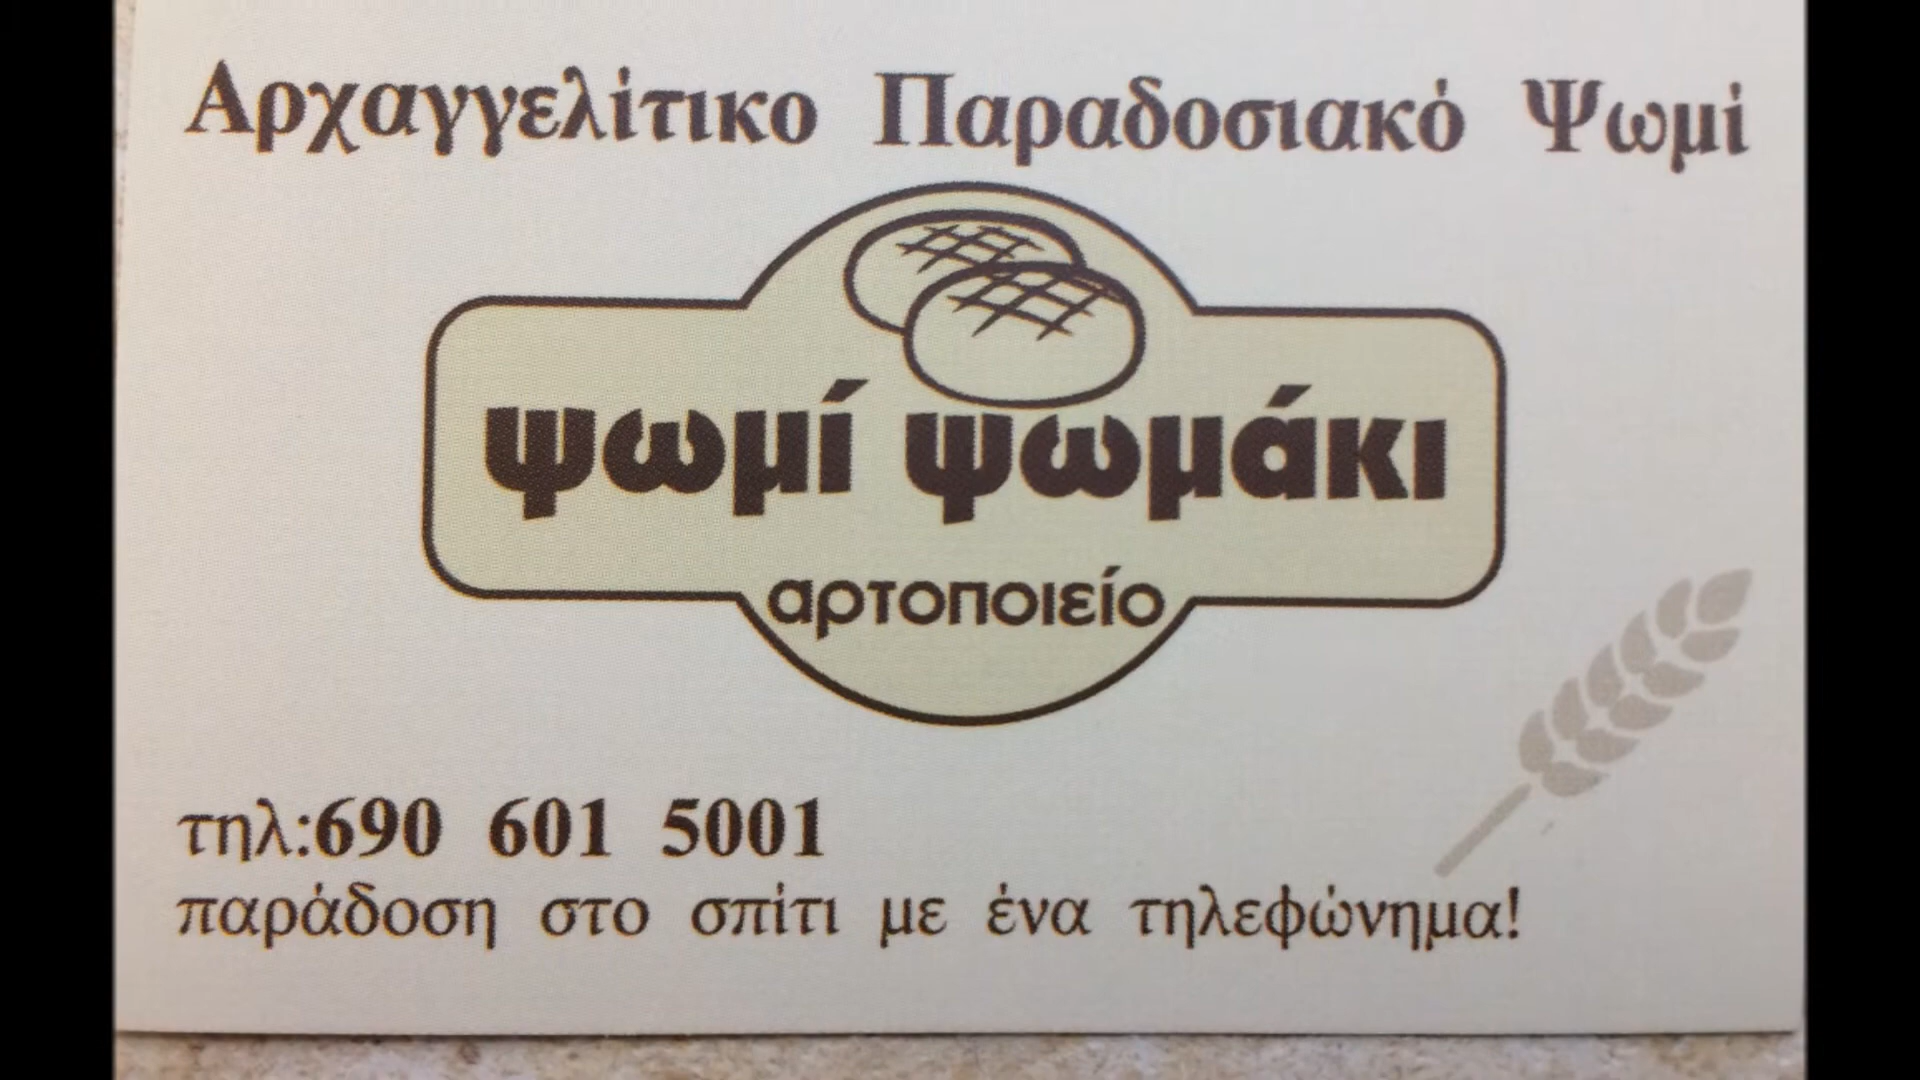 Αρχαγγελίτικο Παραδοσιακό Ψωμί
ψωμί ψωμάκι
αρτοποιείο
τηλ:690 601 5001
παράδοση στο σπίτι με ένα τηλεφώνημα!